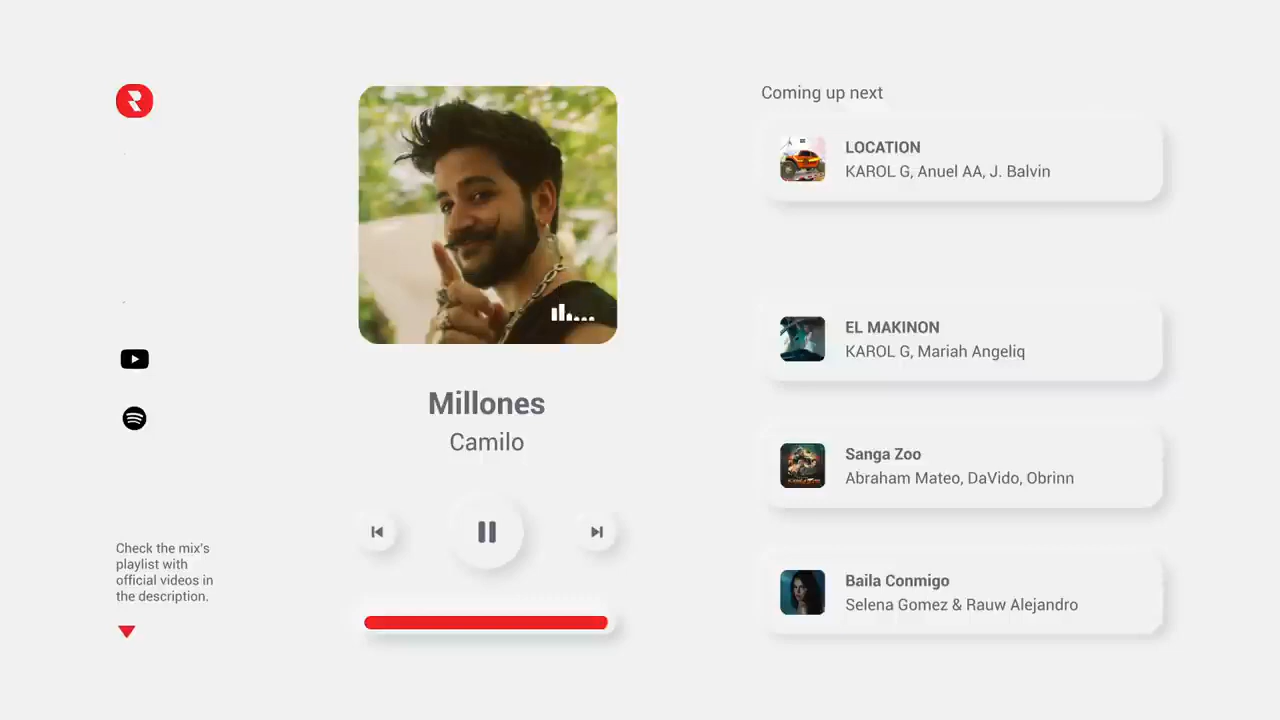 Coming up next
LOCATION
KAROL G, Anuel AA, J. Balvin
EL MAKINON
KAROL G, Mariah Angeliq
Sanga Zoo
Abraham Mateo, DaVido, Obrinn
Baila Conmigo
Selena Gomez & Rauw Alejandro
Millones
Camilo
Check the mix's
playlist with
official videos in
the description.